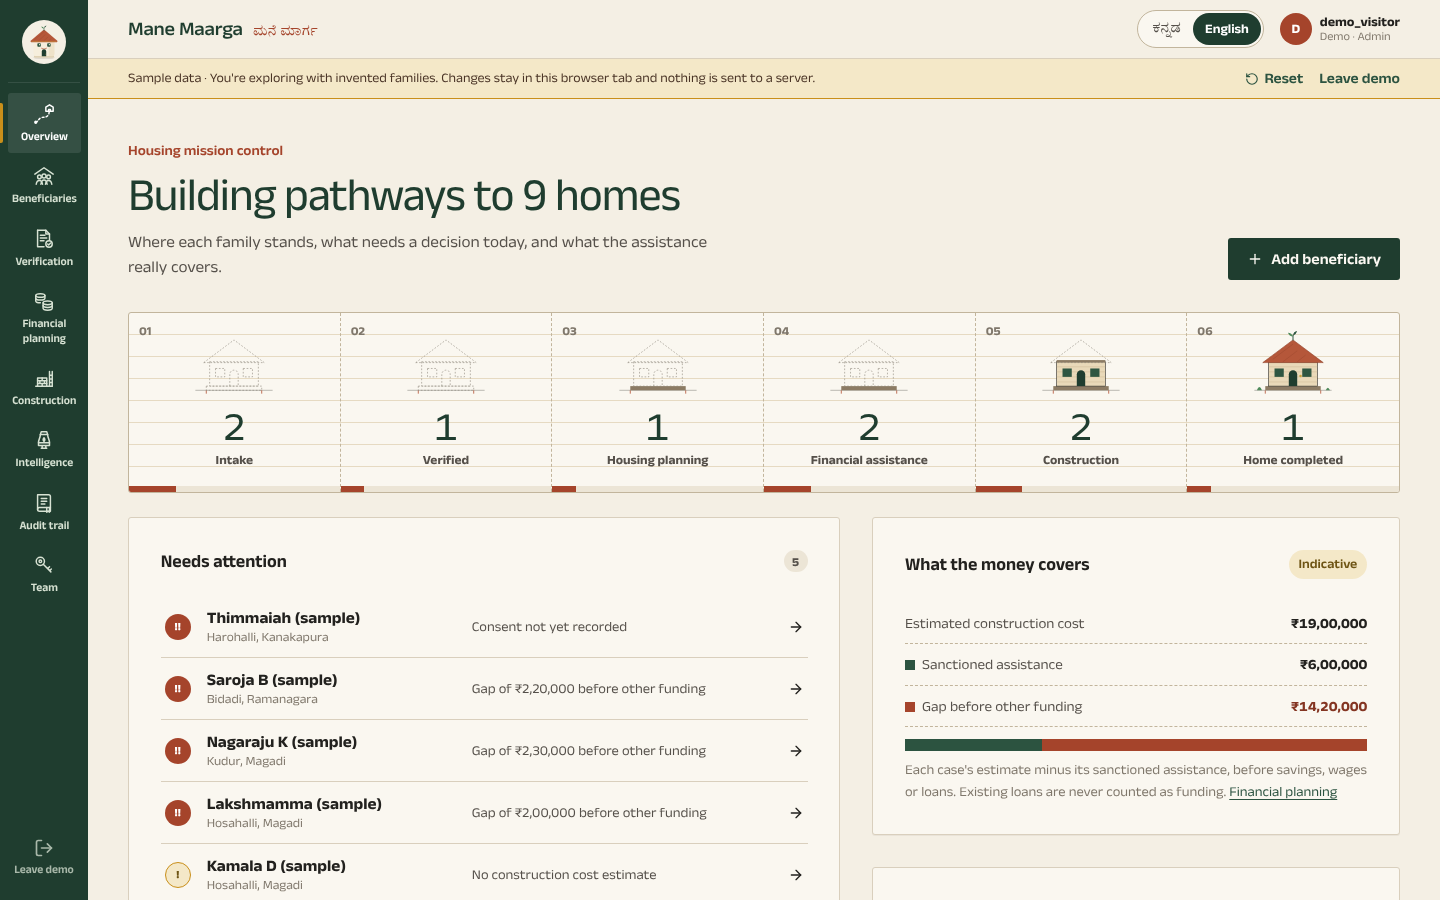 Mane Maarga ಮನೆ ಮಾರ್ಗ
ಕನ್ನಡ English
D demo_visitor
Demo · Admin
Sample data · You're exploring with invented families. Changes stay in this browser tab and nothing is sent to a server.
Reset Leave demo
Overview
Beneficiaries
Verification
Financial
planning
Construction
Intelligence
Audit trail
Team
Leave demo
Housing mission control
Building pathways to 9 homes
Where each family stands, what needs a decision today, and what the assistance
really covers.
+ Add beneficiary
01 02 03 04 05 06
2 1 1 2 2 1
Intake Verified Housing planning Financial assistance Construction Home completed
Needs attention 5
!! Thimmaiah (sample)
Harohalli, Kanakapura
Consent not yet recorded
!! Saroja B (sample)
Bidadi, Ramanagara
Gap of ₹2,20,000 before other funding
!! Nagaraju K (sample)
Kudur, Magadi
Gap of ₹2,30,000 before other funding
!! Lakshmamma (sample)
Hosahalli, Magadi
Gap of ₹2,00,000 before other funding
! Kamala D (sample)
Hosahalli, Magadi
No construction cost estimate
What the money covers Indicative
Estimated construction cost ₹19,00,000
Sanctioned assistance ₹6,00,000
Gap before other funding ₹14,20,000
Each case's estimate minus its sanctioned assistance, before savings, wages
or loans. Existing loans are never counted as funding. Financial planning